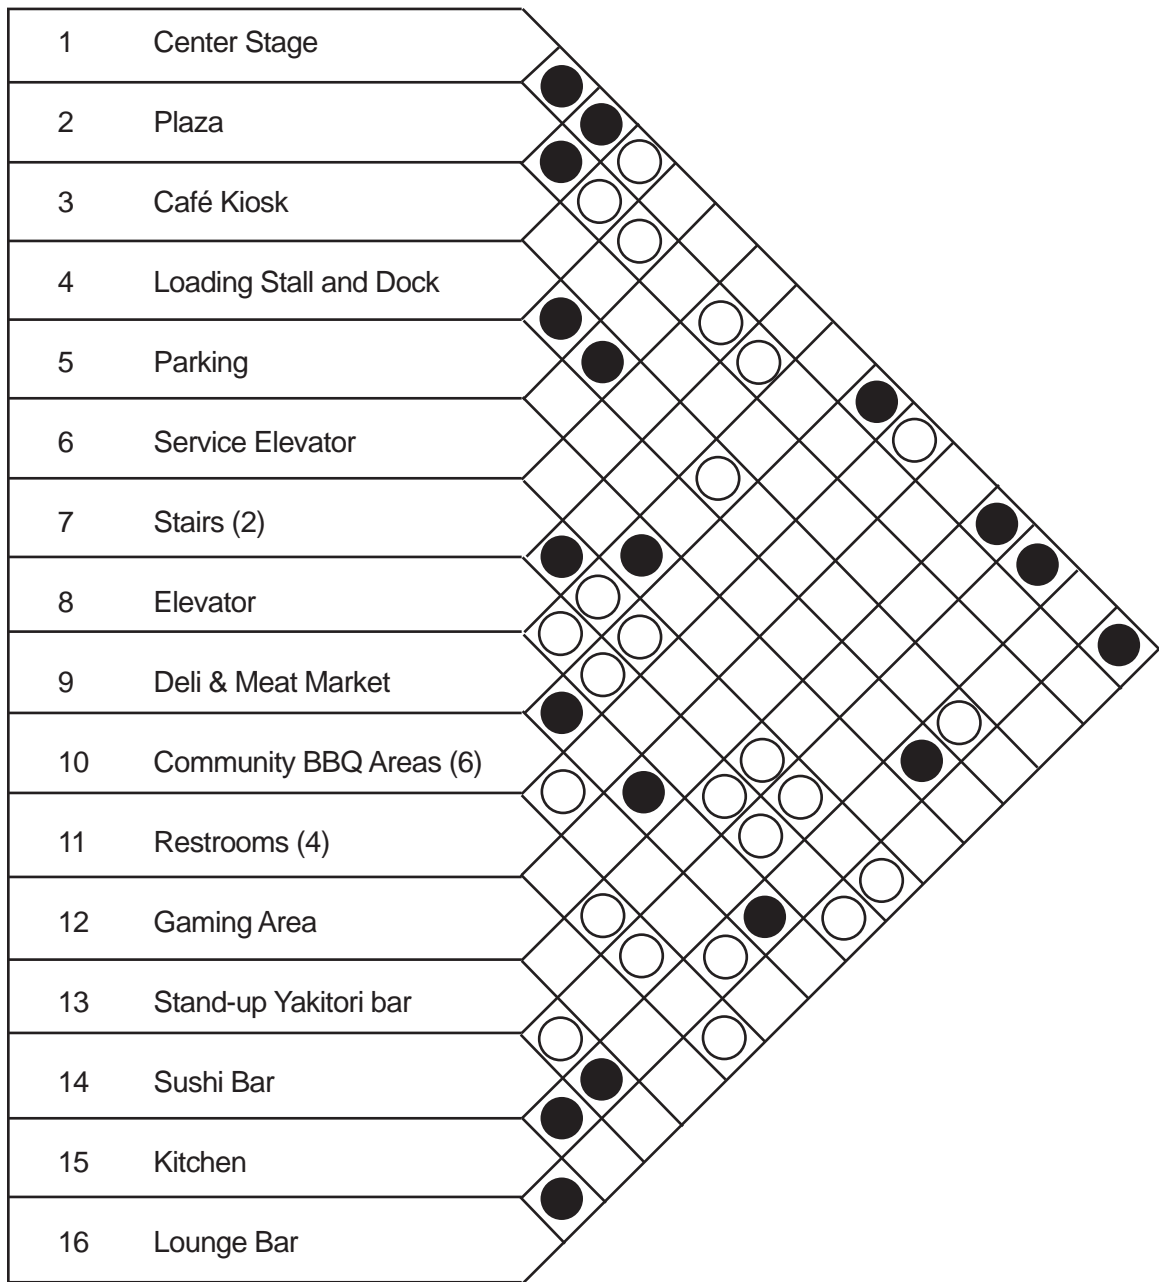 1 Center Stage
2 Plaza
3 Café Kiosk
4 Loading Stall and Dock
5 Parking
6 Service Elevator
7 Stairs (2)
8 Elevator
9 Deli & Meat Market
10 Community BBQ Areas (6)
11 Restrooms (4)
12 Gaming Area
13 Stand-up Yakitori bar
14 Sushi Bar
15 Kitchen
16 Lounge Bar